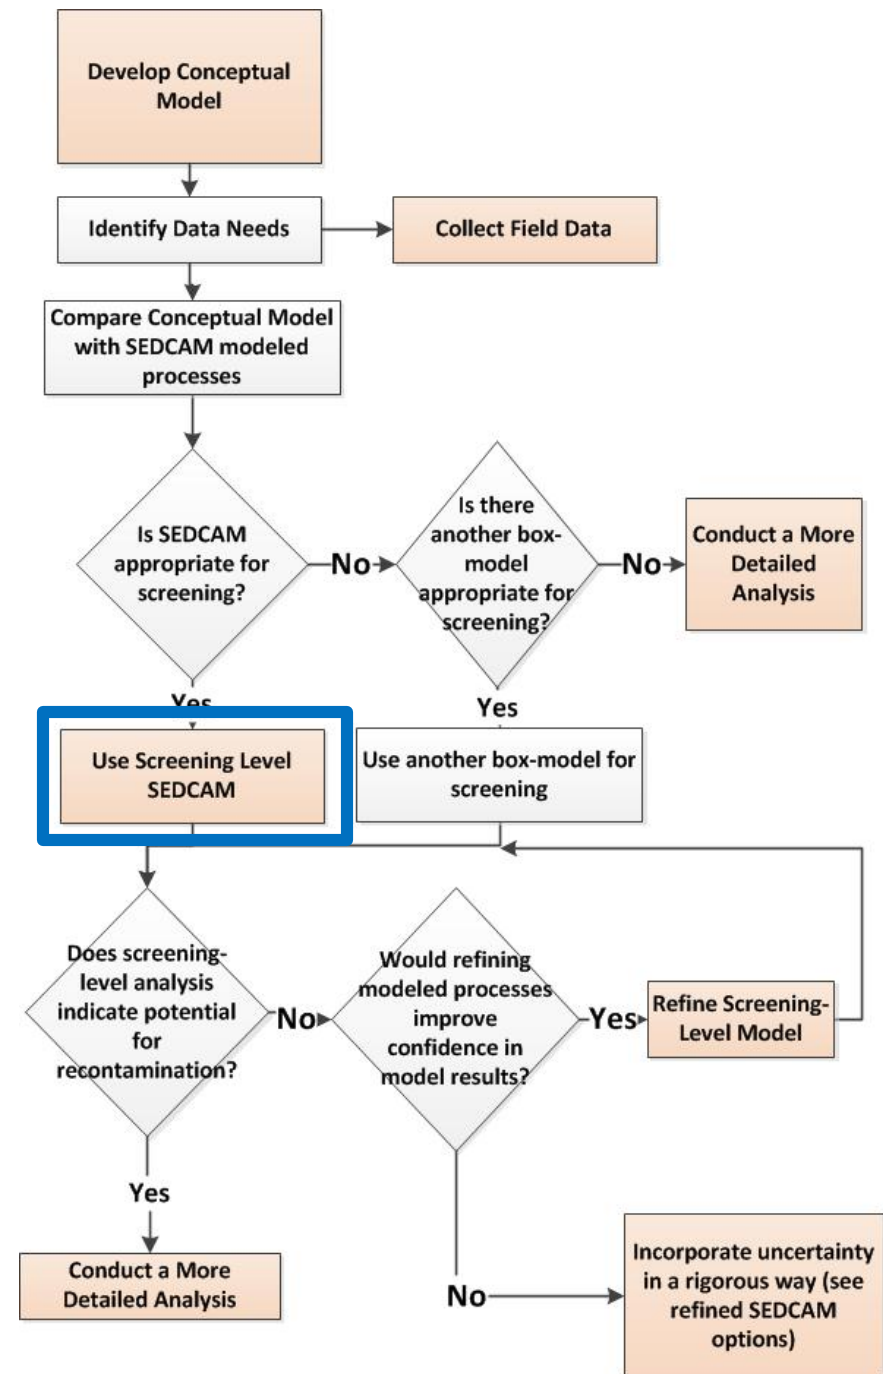 Develop Conceptual
Model
Identify Data Needs
Collect Field Data
Compare Conceptual Model
with SEDCAM modeled
processes
Is SEDCAM
appropriate for
screening?
No
Is there
another box-
model
appropriate for
screening?
No
Conduct a More
Detailed
Analysis
Yes
Yes
Use Screening Level
SEDCAM
Use another box-model for
screening
Does screening-
level analysis
indicate potential
for
recontamination?
No
Would refining
modeled processes
improve
confidence in
model results?
Yes
Refine Screening-
Level Model
Yes
Conduct a More
Detailed Analysis
No
Incorporate uncertainty
in a rigorous way (see
refined SEDCAM
options)